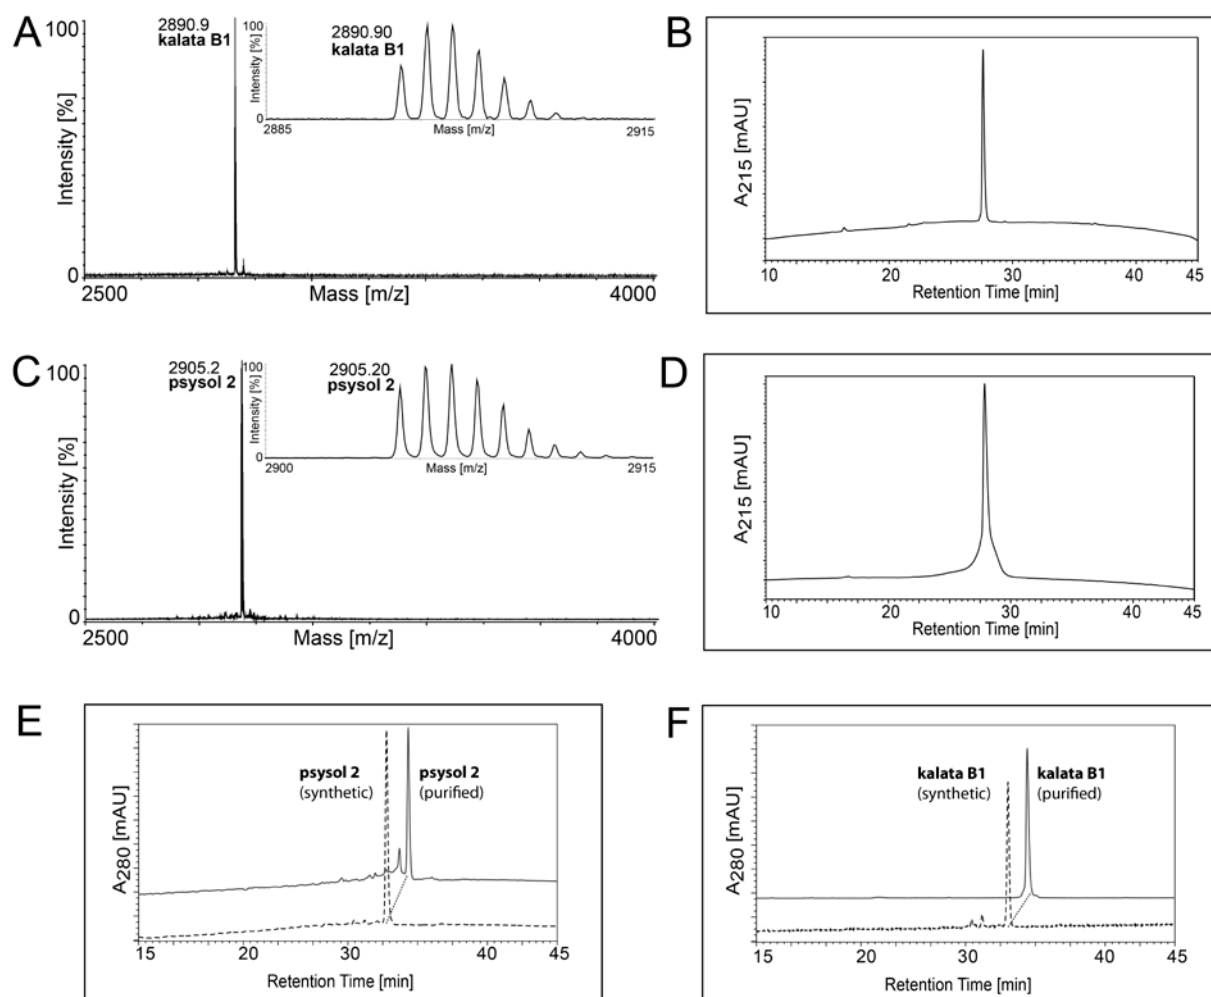 A
2890.9
kalata B1
100
Intensity [%]
0
2500
Mass [m/z]
4000
100
Intensity [%]
0
2890.90
kalata B1
2885
Mass [m/z]
2915
B
A215 [mAU]
10
20
30
40
45
Retention Time [min]
C
2905.2
psysol 2
100
Intensity [%]
0
2500
Mass [m/z]
4000
100
Intensity [%]
0
2905.20
psysol 2
2900
Mass [m/z]
2915
D
A215 [mAU]
10
20
30
40
45
Retention Time [min]
E
psysol 2
(synthetic)
psysol 2
(purified)
A280 [mAU]
15
20
30
40
45
Retention Time [min]
F
kalata B1
(synthetic)
kalata B1
(purified)
A280 [mAU]
15
20
30
40
45
Retention Time [min]